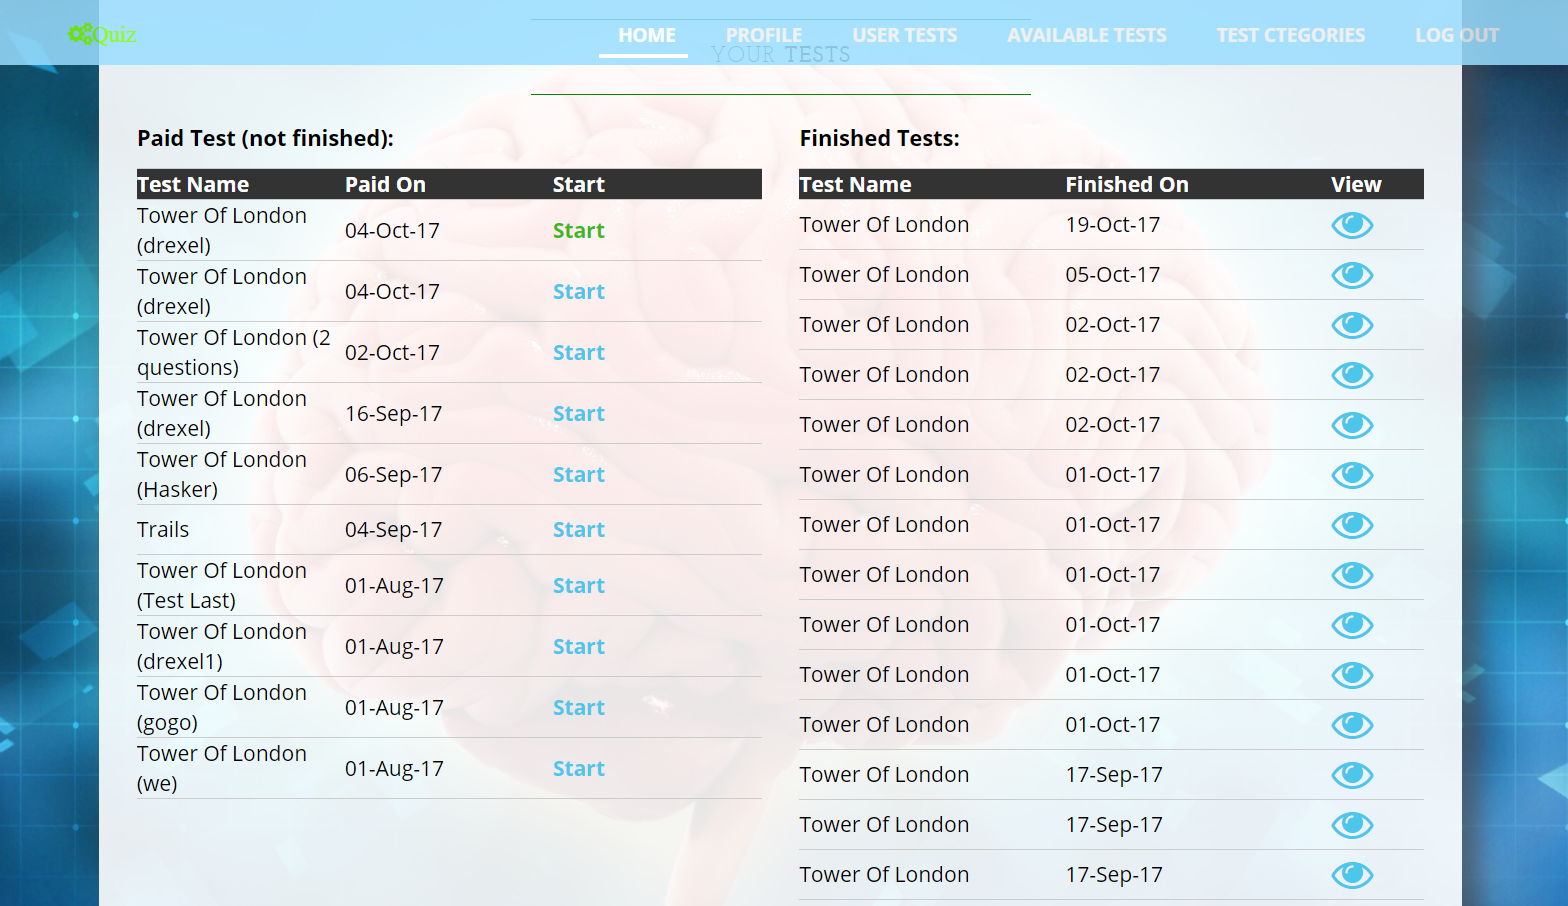 Quiz
HOME PROFILE USER TESTS AVAILABLE TESTS TEST CTEGORIES LOG OUT
YOUR TESTS
Paid Test (not finished):
Test Name Paid On Start
Tower Of London
(drexel) 04-Oct-17 Start
Tower Of London
(drexel) 04-Oct-17 Start
Tower Of London (2
questions) 02-Oct-17 Start
Tower Of London
(drexel) 16-Sep-17 Start
Tower Of London
(Hasker) 06-Sep-17 Start
Trails 04-Sep-17 Start
Tower Of London
(Test Last) 01-Aug-17 Start
Tower Of London
(drexel1) 01-Aug-17 Start
Tower Of London
(gogo) 01-Aug-17 Start
Tower Of London
(we) 01-Aug-17 Start
Finished Tests:
Test Name Finished On View
Tower Of London 19-Oct-17
Tower Of London 05-Oct-17
Tower Of London 02-Oct-17
Tower Of London 02-Oct-17
Tower Of London 02-Oct-17
Tower Of London 01-Oct-17
Tower Of London 01-Oct-17
Tower Of London 01-Oct-17
Tower Of London 01-Oct-17
Tower Of London 01-Oct-17
Tower Of London 01-Oct-17
Tower Of London 17-Sep-17
Tower Of London 17-Sep-17
Tower Of London 17-Sep-17